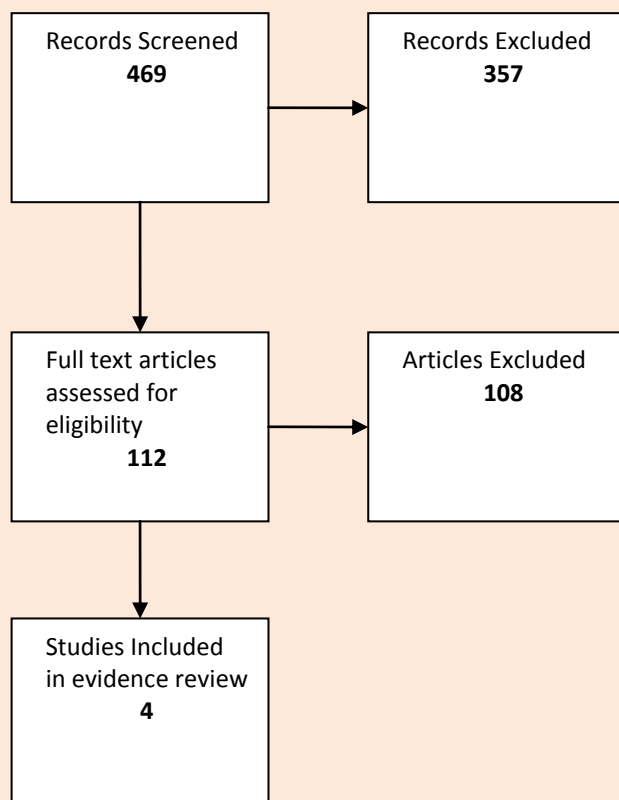 Records Screened
469
Records Excluded
357
Full text articles
assessed for
eligibility
112
Articles Excluded
108
Studies Included
in evidence review
4